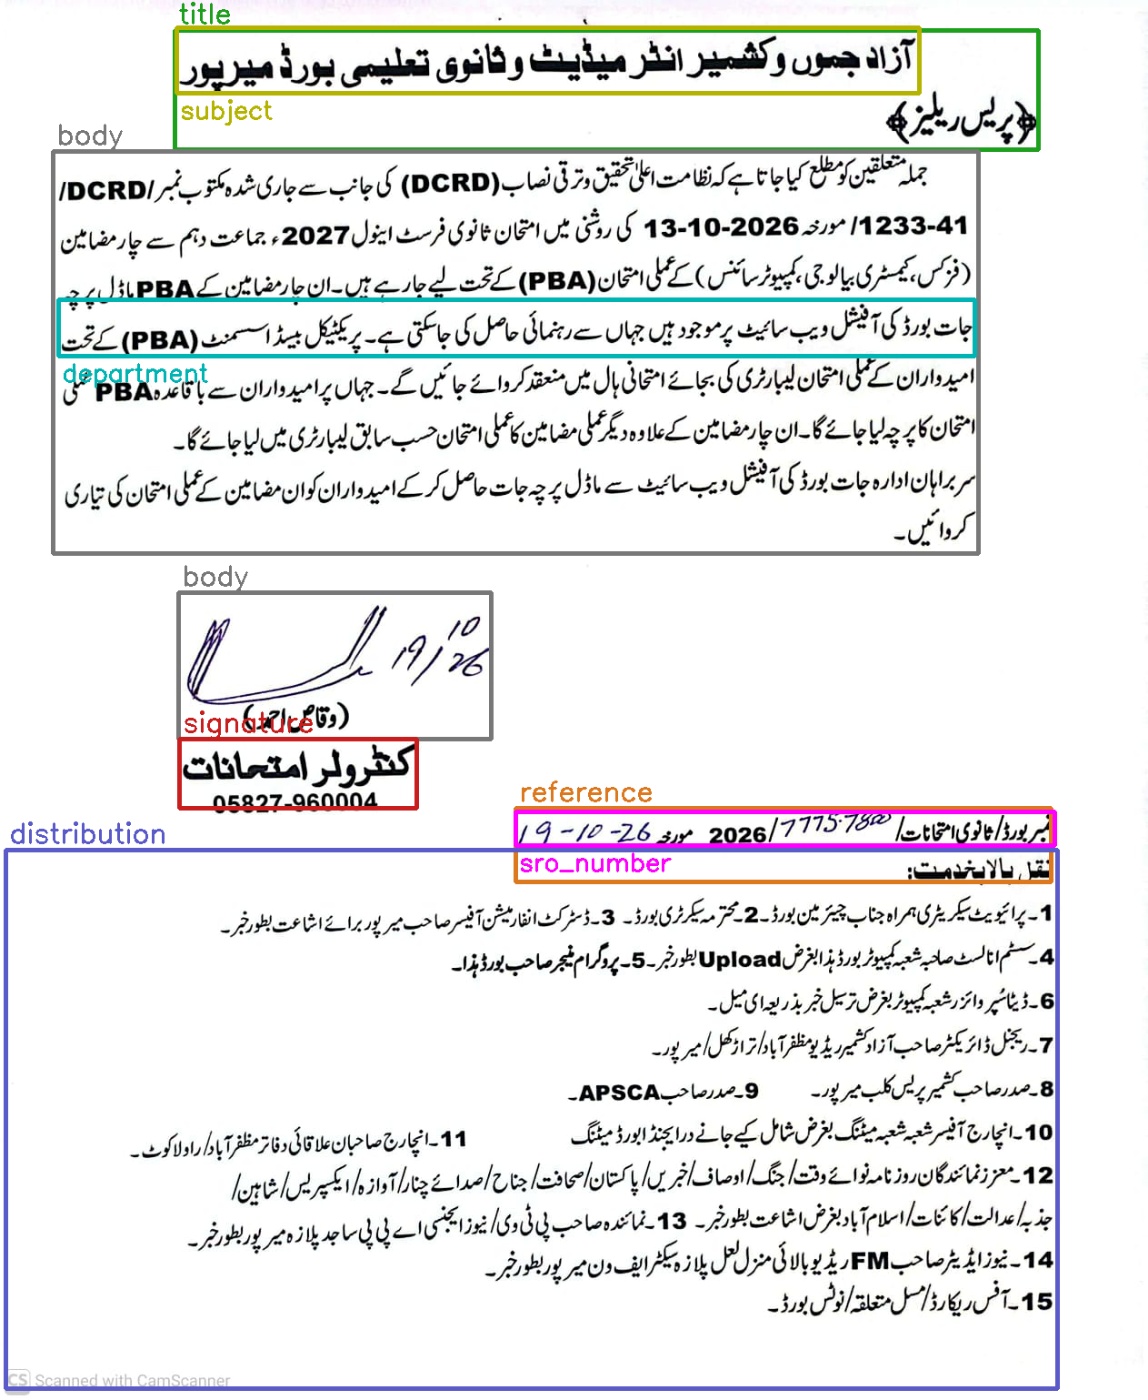 title
آزاد جموں و کشمیر انٹر میڈیٹ و ثانوی تعلیمی بورڈ میرپور
subject
﴿پریس ریلیز﴾
body
جملہ متعلقین کو مطلع کیا جاتا ہے کہ نظامت اعلیٰ تحقیق و ترقی نصاب (DCRD) کی جانب سے جاری شدہ مکتوب نمبر /DCRD/
1233-41/ مورخہ 13-10-2026 کی روشنی میں امتحان ثانوی فرسٹ اینول 2027ء جماعت دہم سے چار مضامین
(فزکس، کیمسٹری بیالوجی، کمپیوٹر سائنس) کے عملی امتحان (PBA) کے تحت لیے جا رہے ہیں۔ ان چار مضامین کے PBA ماڈل پرچہ
جات بورڈ کی آفیشل ویب سائیٹ پر موجود ہیں جہاں سے رہنمائی حاصل کی جاسکتی ہے۔ پریکٹیکل بیسڈ اسسمنٹ (PBA) کے تحت
department
امیدواران کے عملی امتحان لیبارٹری کی بجائے امتحانی ہال میں منعقد کروائے جائیں گے۔ جہاں پر امیدواران سے باقاعدہ PBA عملی
امتحان کا پرچہ لیا جائے گا۔ ان چار مضامین کے علاوہ دیگر عملی مضامین کا عملی امتحان حسب سابق لیبارٹری میں لیا جائے گا۔
سربراہان ادارہ جات بورڈ کی آفیشل ویب سائیٹ سے ماڈل پرچہ جات حاصل کر کے امیدواران کو ان مضامین کے عملی امتحان کی تیاری
کروائیں۔
body
19/10/26
(وقاص احمد)
signature
کنٹرولر امتحانات
05827-960004
reference
نمبر بورڈ/ثانوی امتحانات/7775-7800/2026 مورخہ 19-10-26
distribution
sro_number
نقل بالا بخدمت:
1۔ پرائیویٹ سیکریٹری ہمراہ جناب چیئرمین بورڈ۔ 2۔ محترمہ سیکرٹری بورڈ۔ 3۔ ڈسٹرکٹ انفارمیشن آفیسر صاحب میرپور برائے اشاعت بطور خبر۔
4۔ سسٹم انالسٹ صاحبہ شعبہ کمپیوٹر بورڈ ہذا بغرض Upload بطور خبر۔ 5۔ پروگرام منیجر صاحب بورڈ ہذا۔
6۔ ڈیٹا سپروائزر شعبہ کمپیوٹر بغرض ترسیل خبر بذریعہ ای میل۔
7۔ ریجنل ڈائریکٹر صاحب آزاد کشمیر ریڈیو مظفرآباد/تراڑکھل/میرپور۔
8۔ صدر صاحب کشمیر پریس کلب میرپور۔ 9۔ صدر صاحب APSCA۔
10۔ انچارج آفیسر شعبہ شعبہ میٹنگ بغرض شامل کیے جانے در ایجنڈا بورڈ میٹنگ 11۔ انچارج صاحبان علاقائی دفاتر مظفرآباد/راولاکوٹ۔
12۔ معزز نمائندگان روزنامہ نوائے وقت/جنگ/اوصاف/خبریں/پاکستان/صحافت/جناح/صدائے چنار/آوازہ/ایکسپریس/شاہین/
جذبہ/عدالت/کائنات/اسلام آباد بغرض اشاعت بطور خبر۔ 13۔ نمائندہ صاحب پی ٹی وی/نیوز ایجنسی اے پی پی ساجد پلازہ میرپور بطور خبر۔
14۔ نیوز ایڈیٹر صاحب FM ریڈیو بالائی منزل لعل پلازہ سیکٹر ایف ون میرپور بطور خبر۔
15۔ آفس ریکارڈ/مسل متعلقہ/نوٹس بورڈ۔
CS Scanned with CamScanner